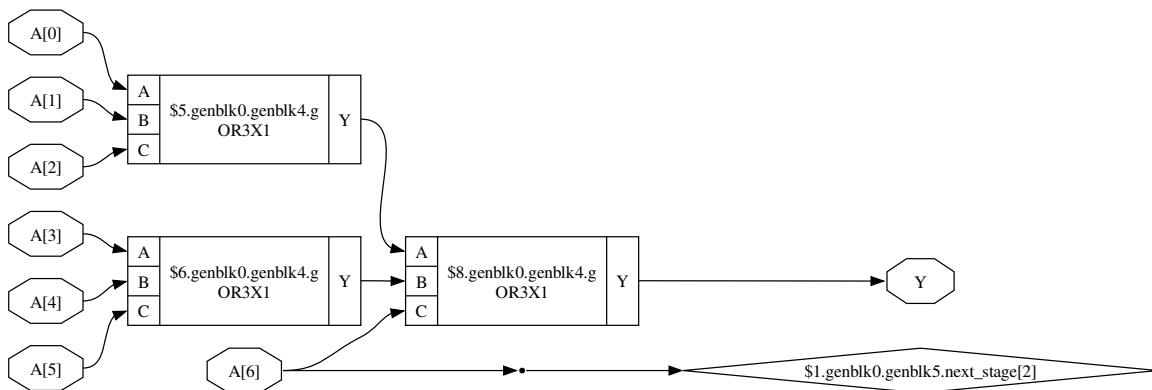 A[0]
A[1]
A[2]
A[3]
A[4]
A[5]
A
B
C
$5.genblk0.genblk4.g
OR3X1
Y
A
B
C
$6.genblk0.genblk4.g
OR3X1
Y
A[6]
A
B
C
$8.genblk0.genblk4.g
OR3X1
Y
Y
$1.genblk0.genblk5.next_stage[2]